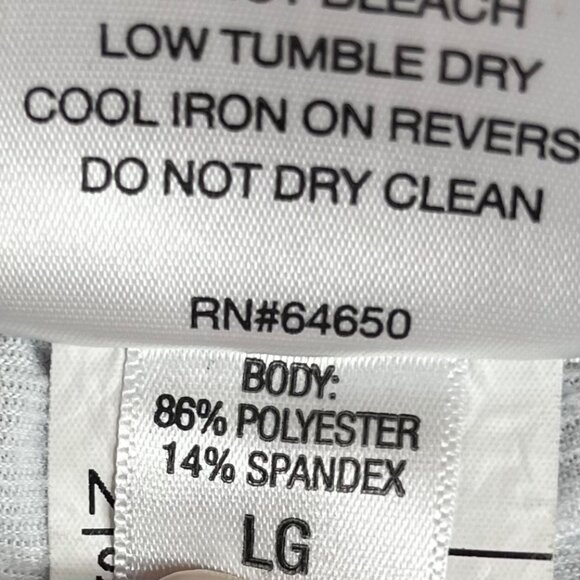 BLEACH
LOW TUMBLE DRY
COOL IRON ON REVERS
DO NOT DRY CLEAN
RN#64650
BODY:
86% POLYESTER
14% SPANDEX
LG